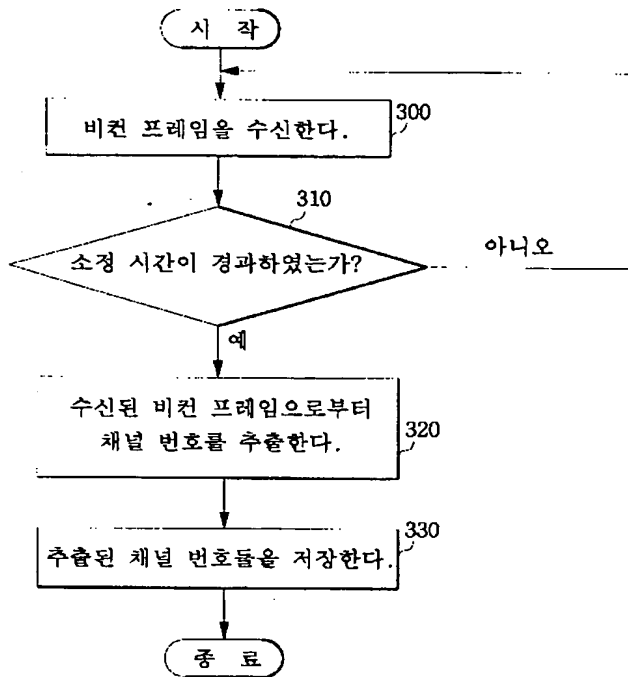 시 작
비컨 프레임을 수신한다.
300
310
소정 시간이 경과하였는가?
아니오
예
수신된 비컨 프레임으로부터
채널 번호를 추출한다.
320
330
추출된 채널 번호들을 저장한다.
종 료